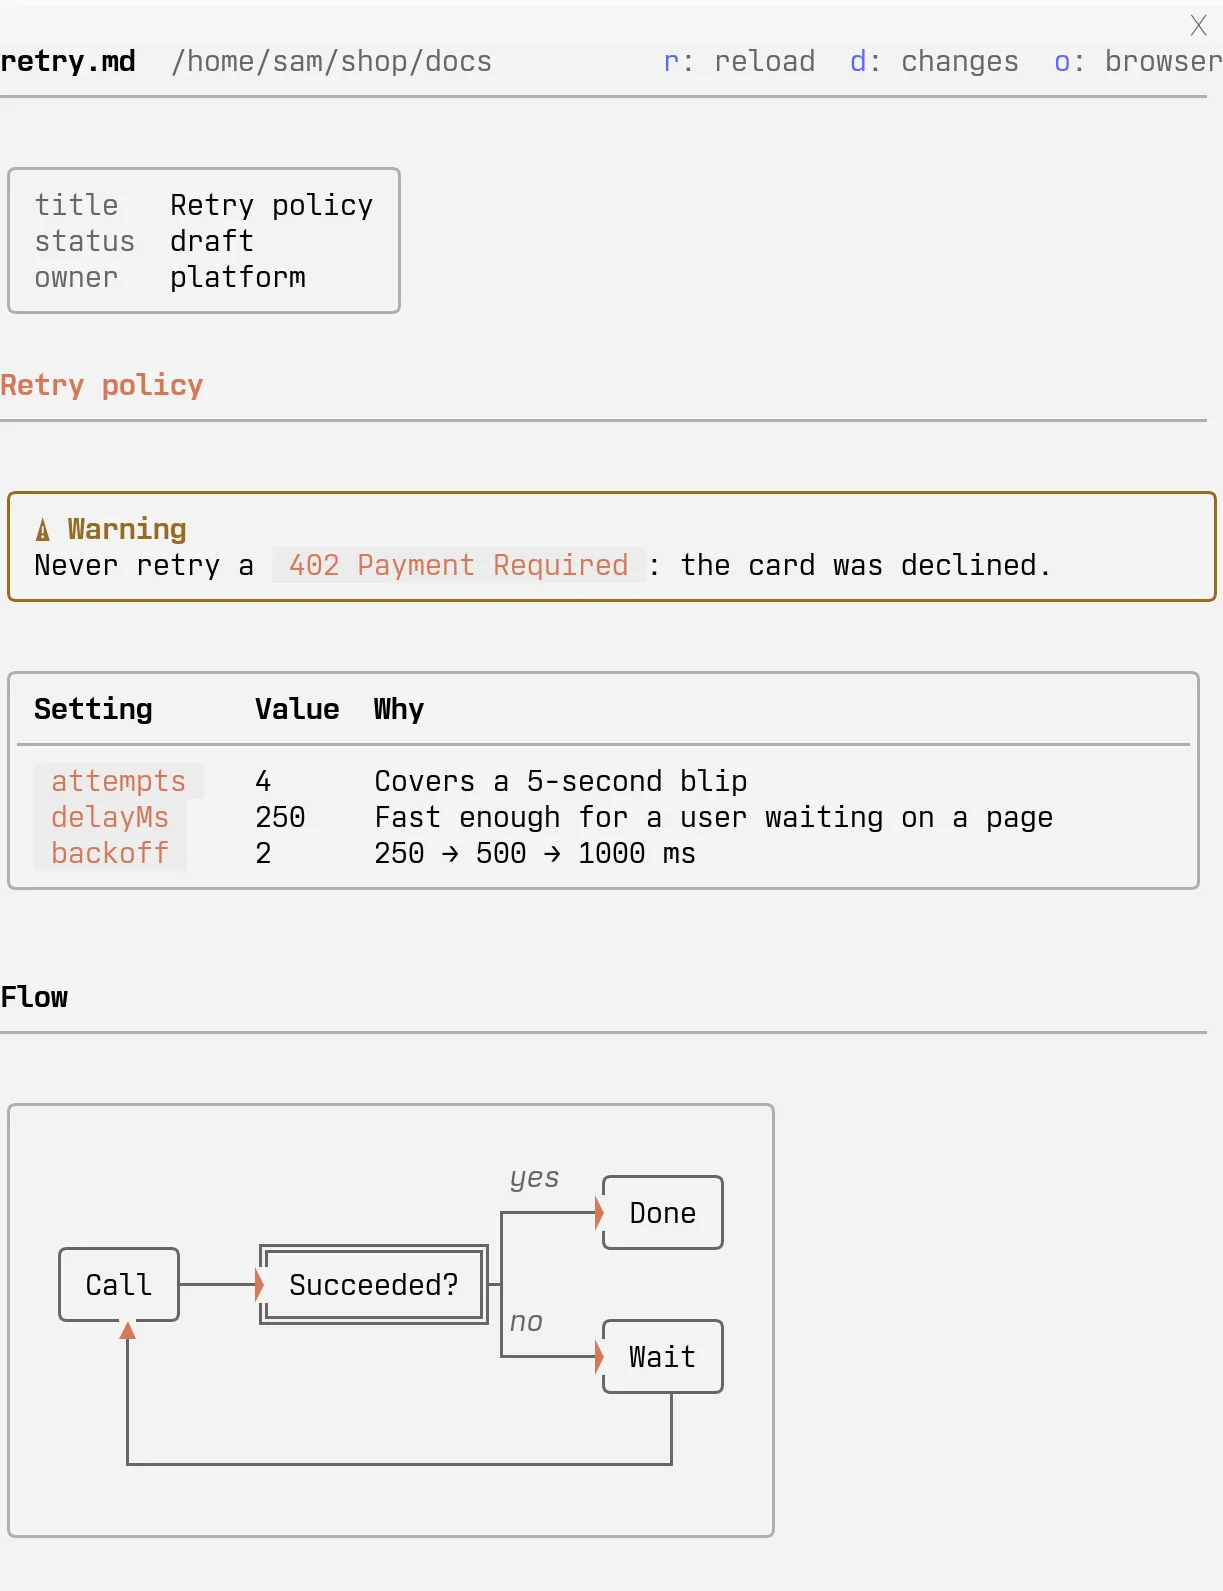 X
retry.md /home/sam/shop/docs r: reload d: changes o: browser
title Retry policy
status draft
owner platform
Retry policy
⚠ Warning
Never retry a 402 Payment Required : the card was declined.
Setting Value Why
attempts 4 Covers a 5-second blip
delayMs 250 Fast enough for a user waiting on a page
backoff 2 250 → 500 → 1000 ms
Flow
yes
Done
Call
Succeeded?
no
Wait